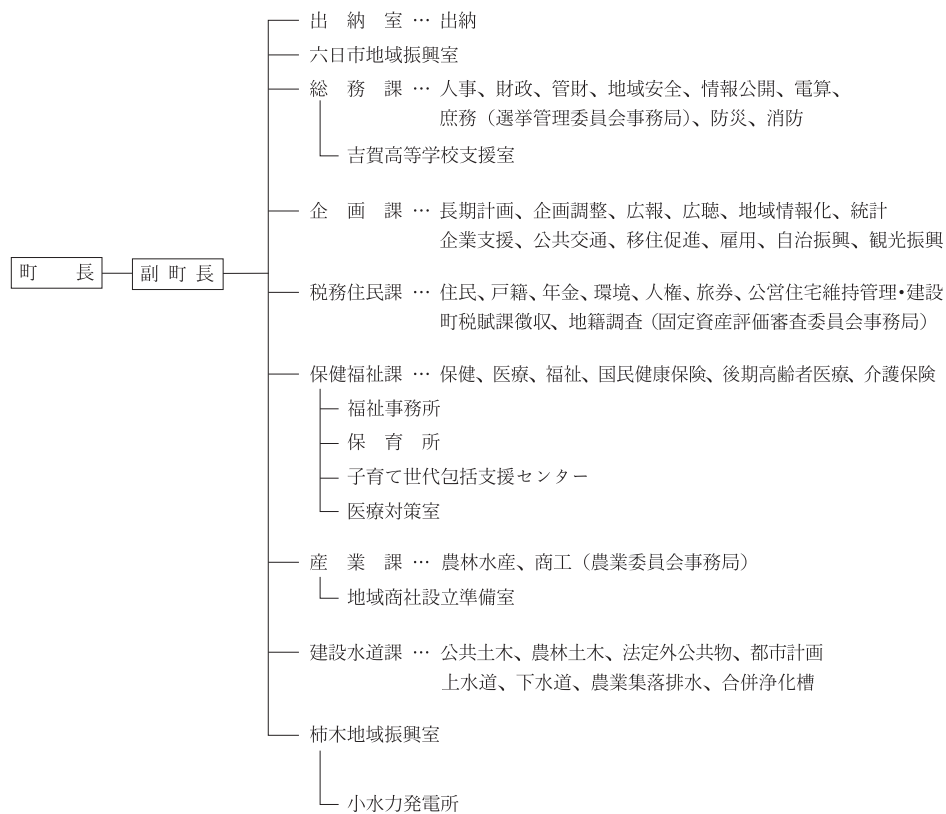 出納室 … 出納
六日市地域振興室
総務課 … 人事、財政、管財、地域安全、情報公開、電算、
庶務（選挙管理委員会事務局）、防災、消防
吉賀高等学校支援室
企画課 … 長期計画、企画調整、広報、広聴、地域情報化、統計
企業支援、公共交通、移住促進、雇用、自治振興、観光振興
町長
副町長
税務住民課 … 住民、戸籍、年金、環境、人権、旅券、公営住宅維持管理・建設
町税賦課徴収、地籍調査（固定資産評価審査委員会事務局）
保健福祉課 … 保健、医療、福祉、国民健康保険、後期高齢者医療、介護保険
福祉事務所
保育所
子育て世代包括支援センター
医療対策室
産業課 … 農林水産、商工（農業委員会事務局）
地域商社設立準備室
建設水道課 … 公共土木、農林土木、法定外公共物、都市計画
上水道、下水道、農業集落排水、合併浄化槽
柿木地域振興室
小水力発電所